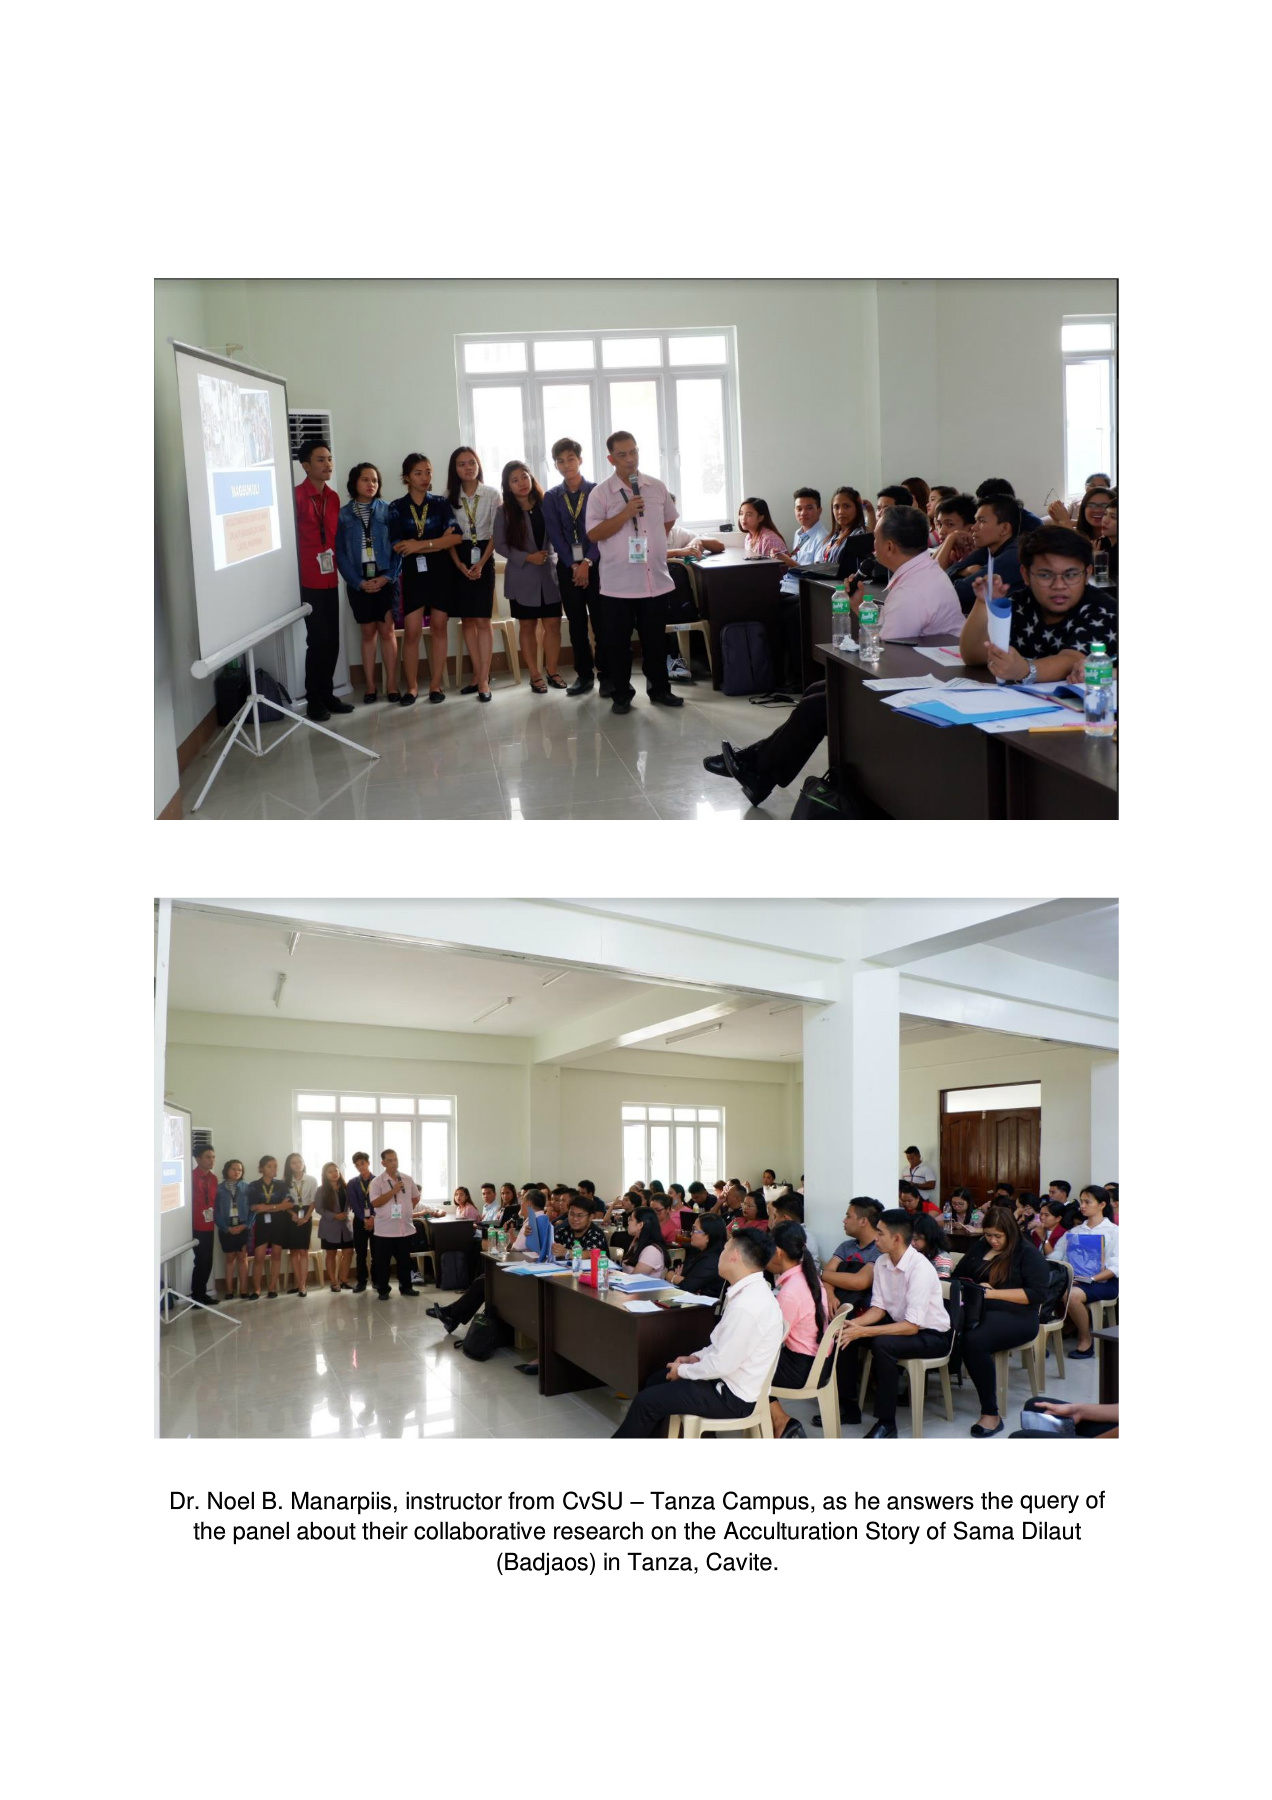 Dr. Noel B. Manarpiis, instructor from CvSU – Tanza Campus, as he answers the query of
the panel about their collaborative research on the Acculturation Story of Sama Dilaut
(Badjaos) in Tanza, Cavite.